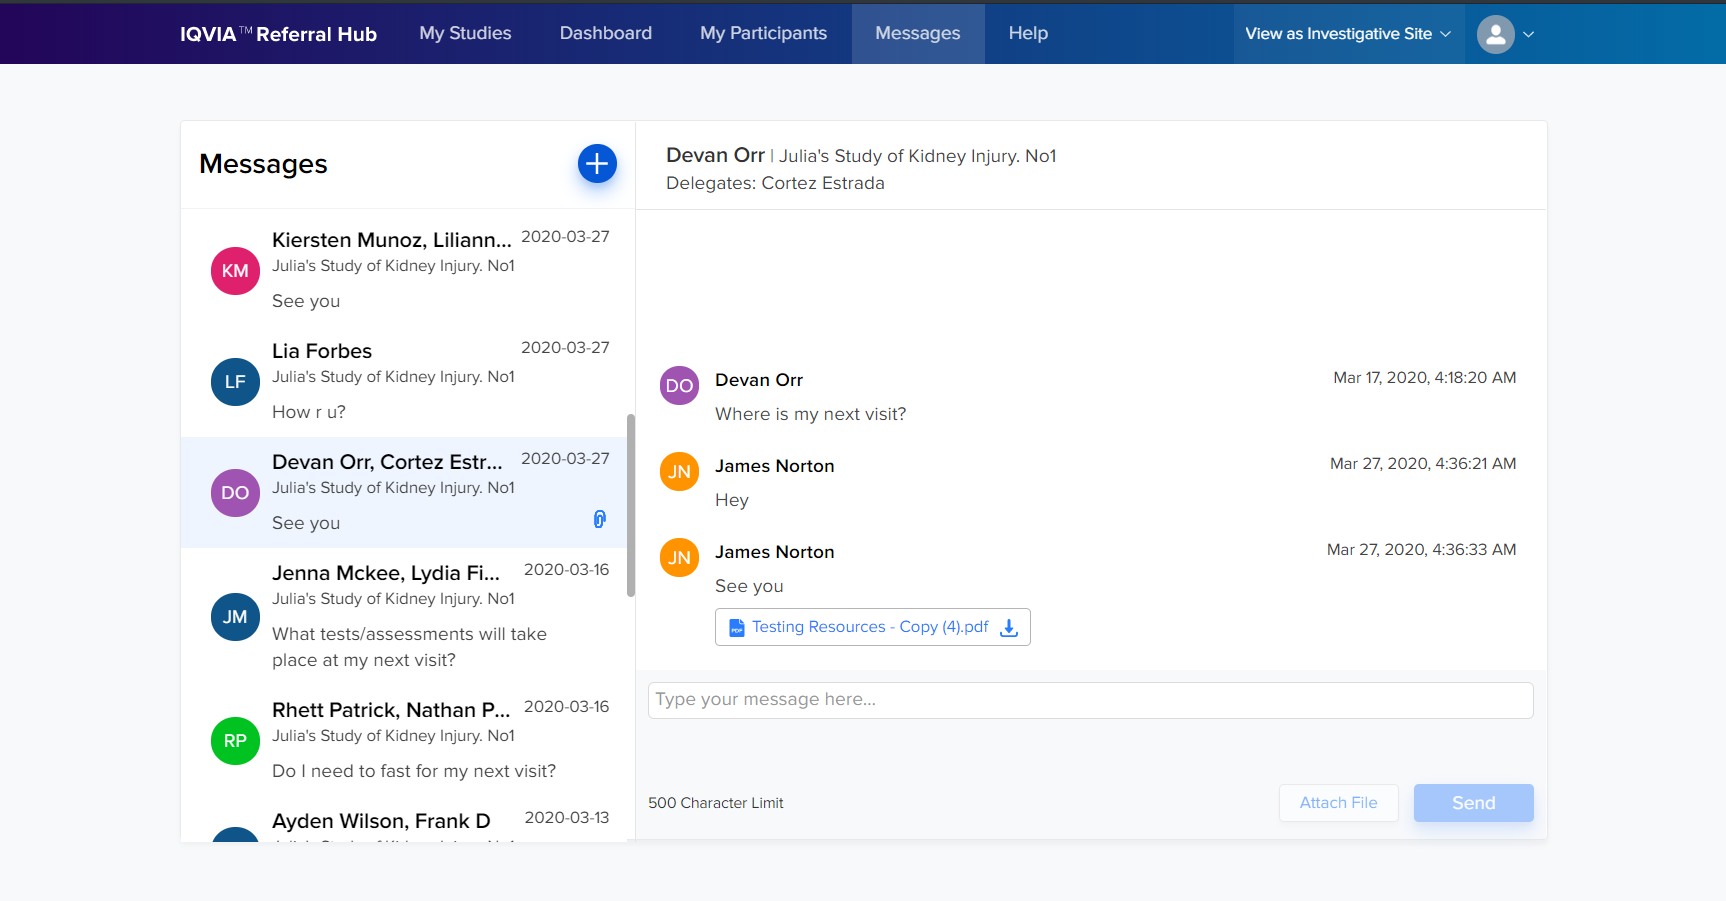 IQVIA™ Referral Hub
My Studies
Dashboard
My Participants
Messages
Help
View as Investigative Site
Messages
Kiersten Munoz, Liliann... 2020-03-27
KM
Julia's Study of Kidney Injury. No1
See you
Lia Forbes 2020-03-27
LF
Julia's Study of Kidney Injury. No1
How r u?
Devan Orr, Cortez Estr... 2020-03-27
DO
Julia's Study of Kidney Injury. No1
See you
Jenna Mckee, Lydia Fi... 2020-03-16
JM
Julia's Study of Kidney Injury. No1
What tests/assessments will take
place at my next visit?
Rhett Patrick, Nathan P... 2020-03-16
RP
Julia's Study of Kidney Injury. No1
Do I need to fast for my next visit?
Ayden Wilson, Frank D 2020-03-13
Devan Orr | Julia's Study of Kidney Injury. No1
Delegates: Cortez Estrada
DO
Devan Orr Mar 17, 2020, 4:18:20 AM
Where is my next visit?
JN
James Norton Mar 27, 2020, 4:36:21 AM
Hey
JN
James Norton Mar 27, 2020, 4:36:33 AM
See you
PDF
Testing Resources - Copy (4).pdf
Type your message here...
500 Character Limit
Attach File
Send